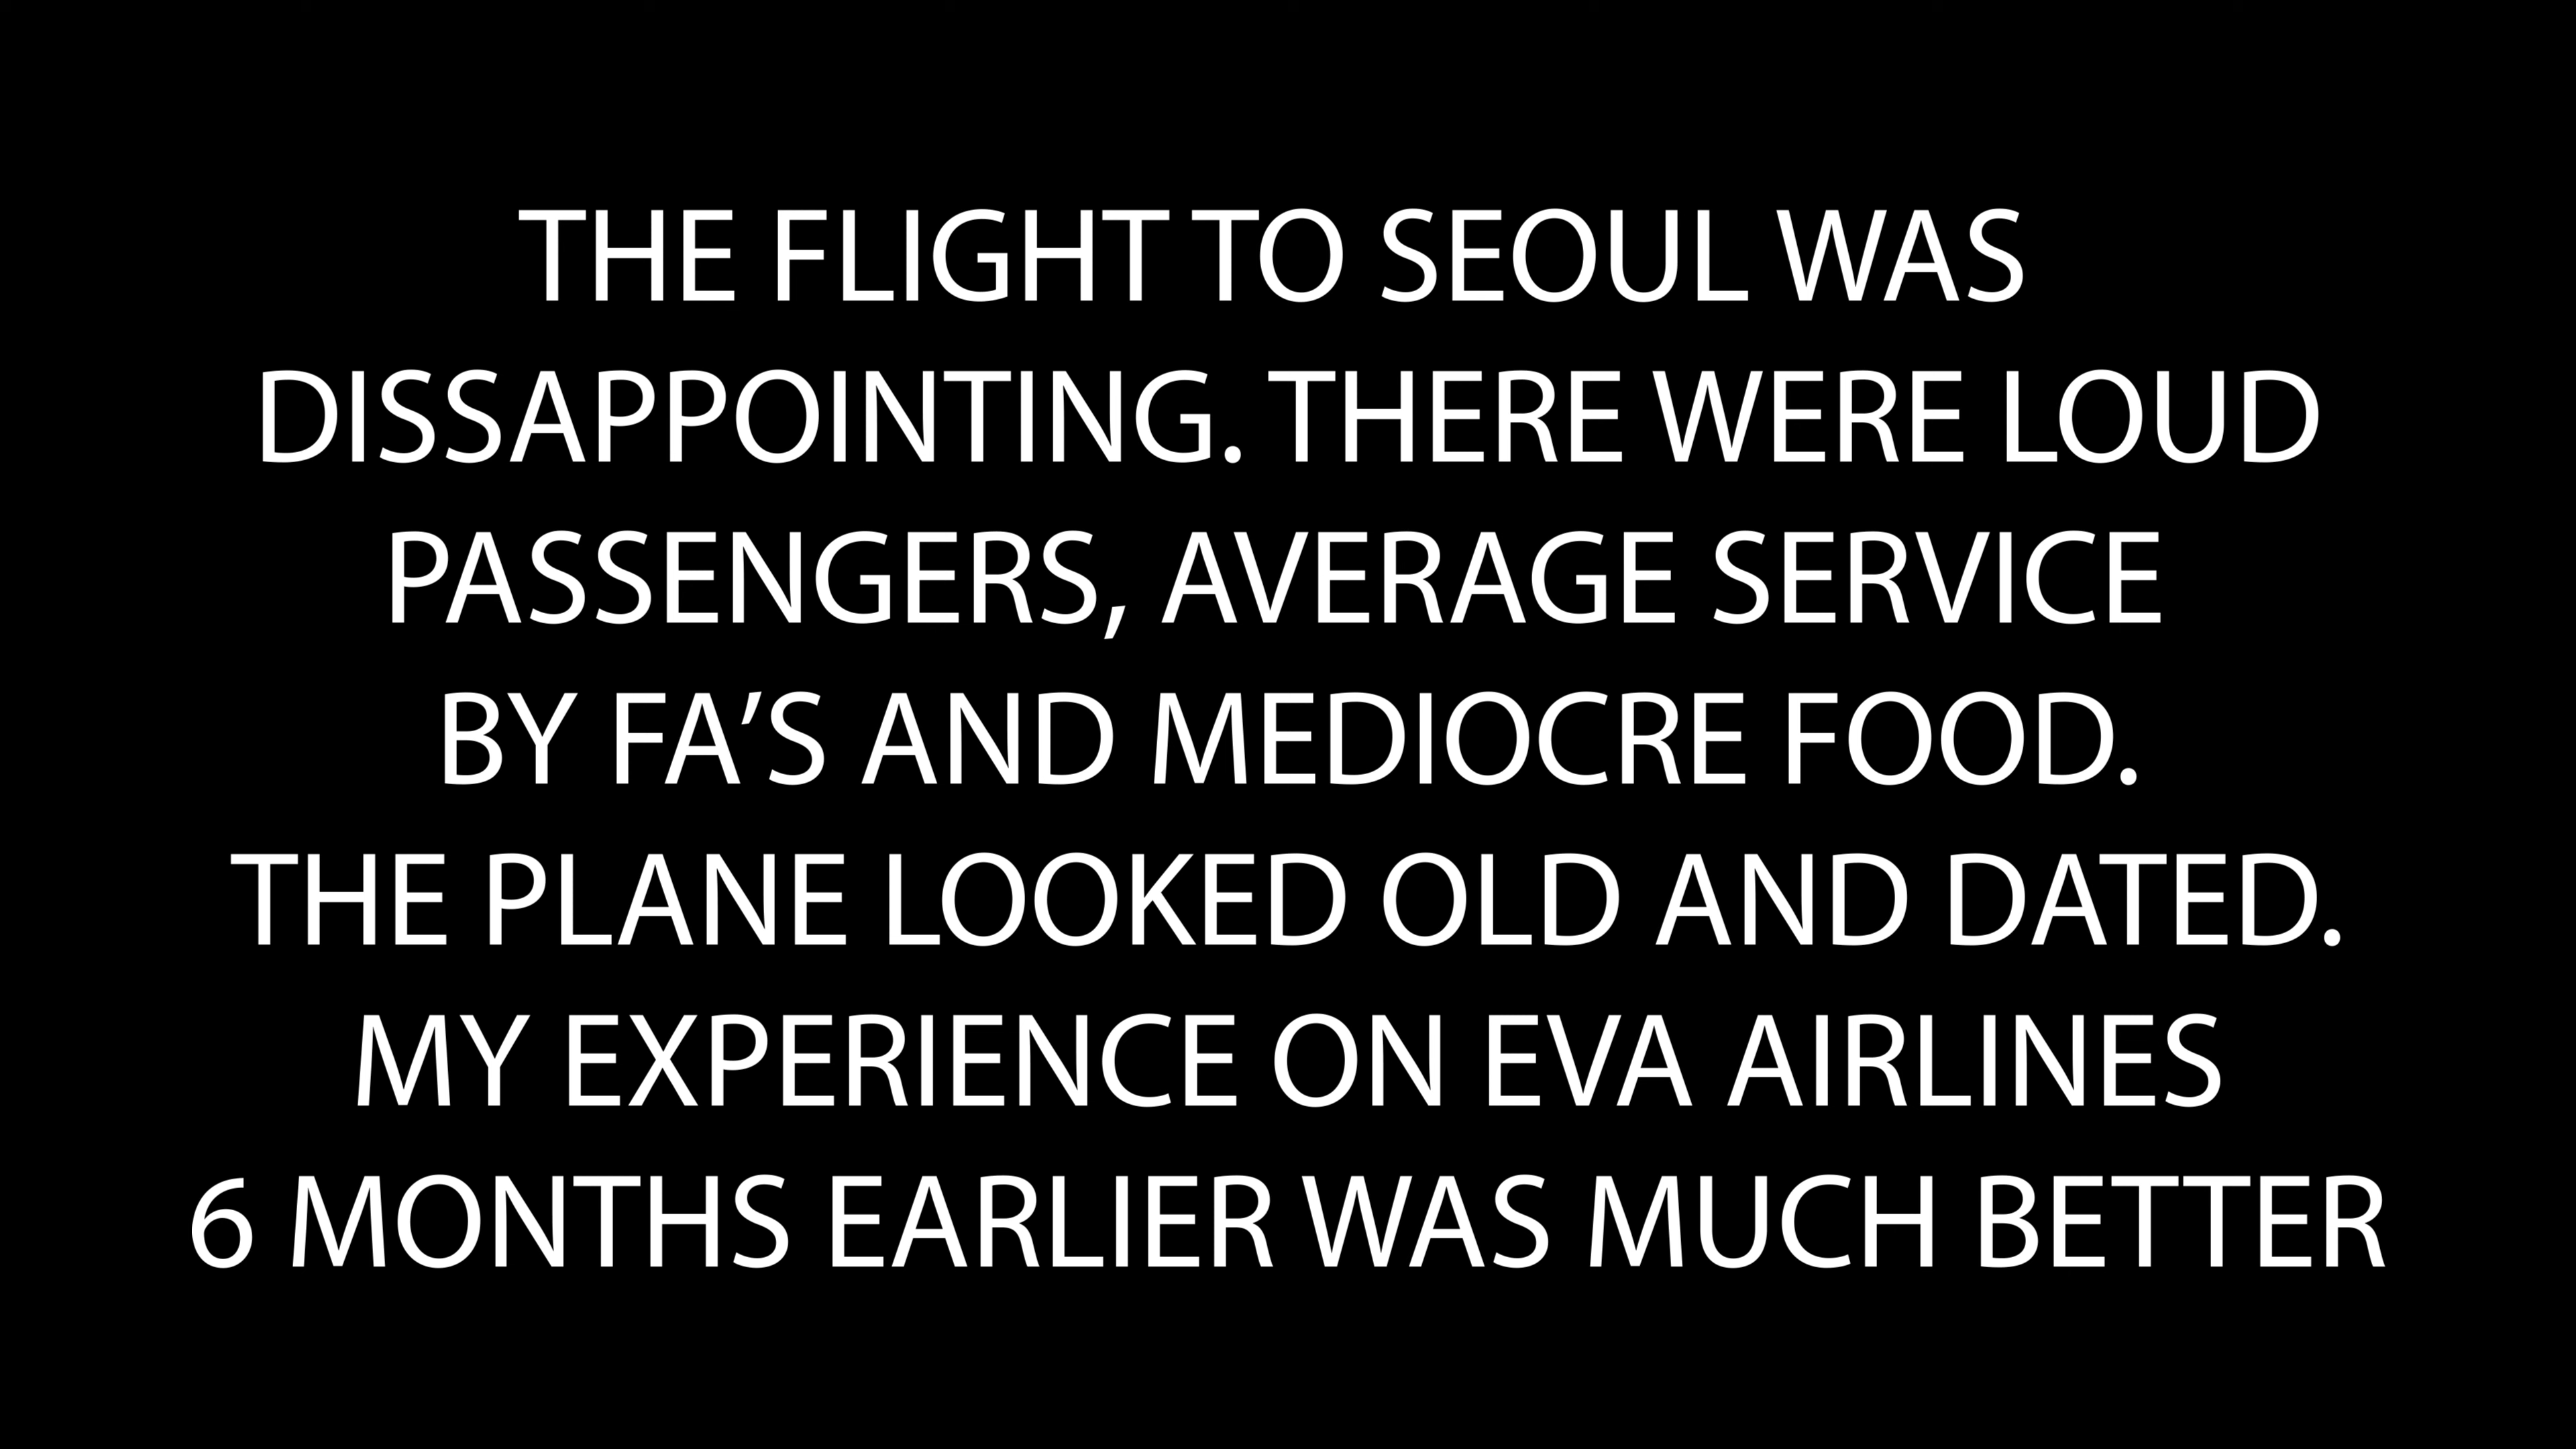 THE FLIGHT TO SEOUL WAS
DISSAPPOINTING. THERE WERE LOUD
PASSENGERS, AVERAGE SERVICE
BY FA’S AND MEDIOCRE FOOD.
THE PLANE LOOKED OLD AND DATED.
MY EXPERIENCE ON EVA AIRLINES
6 MONTHS EARLIER WAS MUCH BETTER